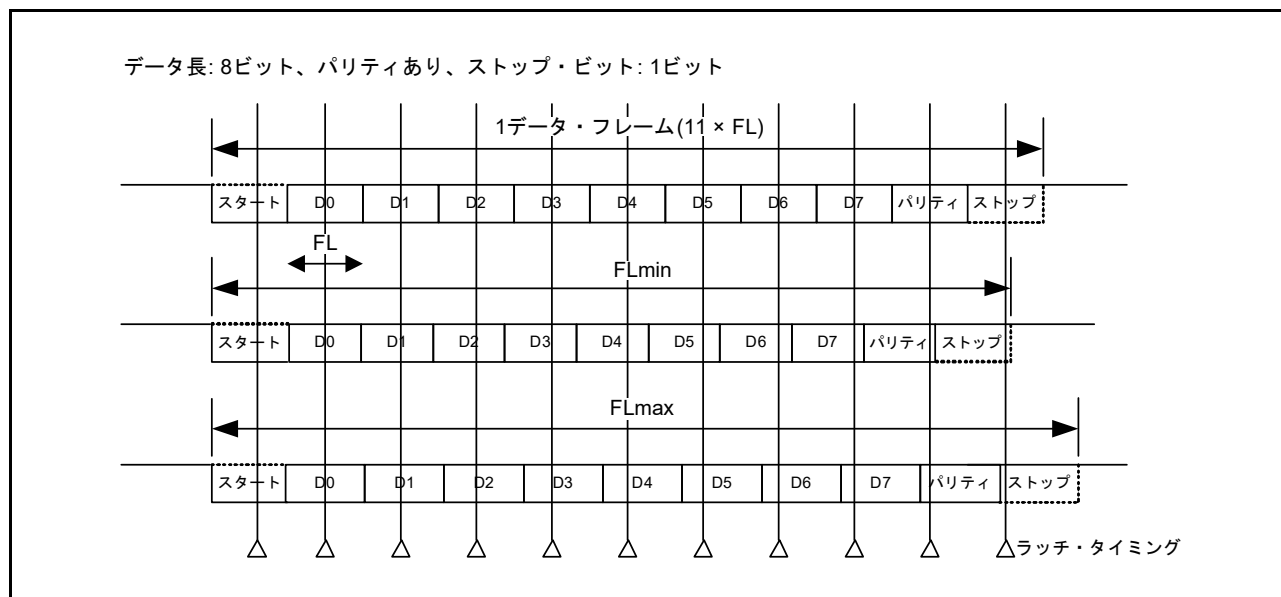 データ長: 8ビット、パリティあり、ストップ・ビット: 1ビット
1データ・フレーム(11 × FL)
スタート D0 D1 D2 D3 D4 D5 D6 D7 パリティ ストップ
FL
FLmin
スタート D0 D1 D2 D3 D4 D5 D6 D7 パリティ ストップ
FLmax
スタート D0 D1 D2 D3 D4 D5 D6 D7 パリティ ストップ
ラッチ・タイミング